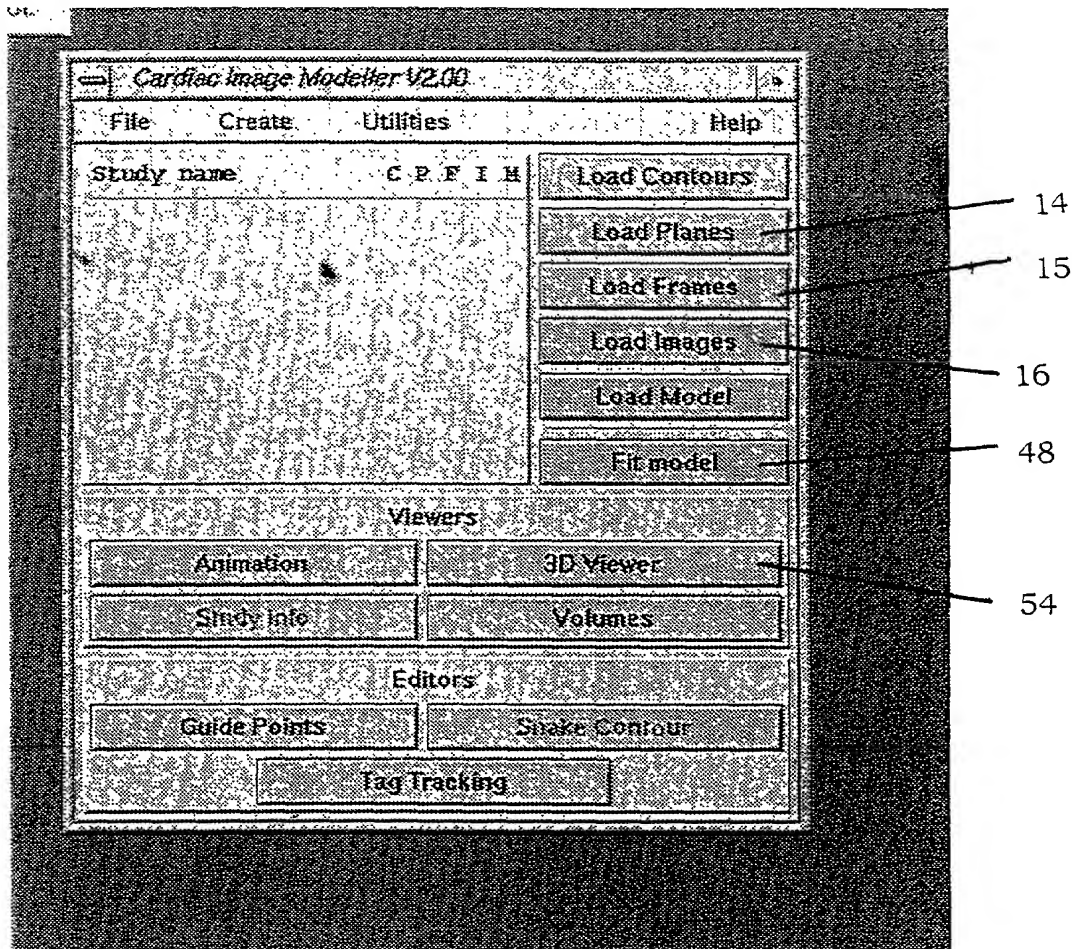 Cardiac Image Modeller V2.00
File Create Utilities Help
Study name C P F I M
Load Contours
Load Planes
14
Load Frames
15
Load Images
16
Load Model
Fit model
48
Viewers
Animation 3D Viewer
54
Study info Volumes
Editors
Guide Points Snake Contour
Tag Tracking